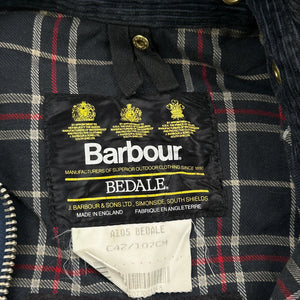 Barbour
MANUFACTURERS OF SUPERIOR OUTDOOR CLOTHING SINCE 1890
BEDALE
J. BARBOUR & SONS LTD., SIMONSIDE, SOUTH SHIELDS
MADE IN ENGLAND FABRIQUE EN ANGLETERRE
A105 BEDALE
C42/107CM